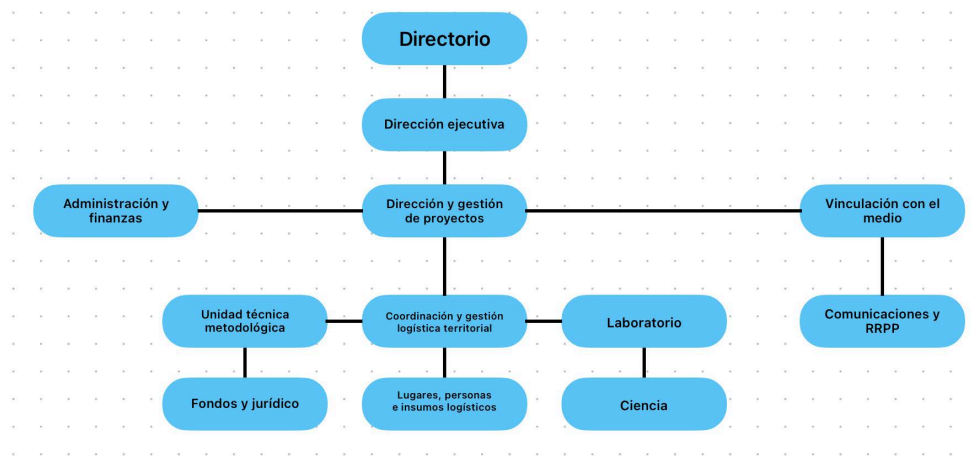 Directorio
Dirección ejecutiva
Administración y
finanzas
Dirección y gestión
de proyectos
Vinculación con el
medio
Unidad técnica
metodológica
Coordinación y gestión
logística territorial
Laboratorio
Comunicaciones y
RRPP
Fondos y jurídico
Lugares, personas
e insumos logísticos
Ciencia